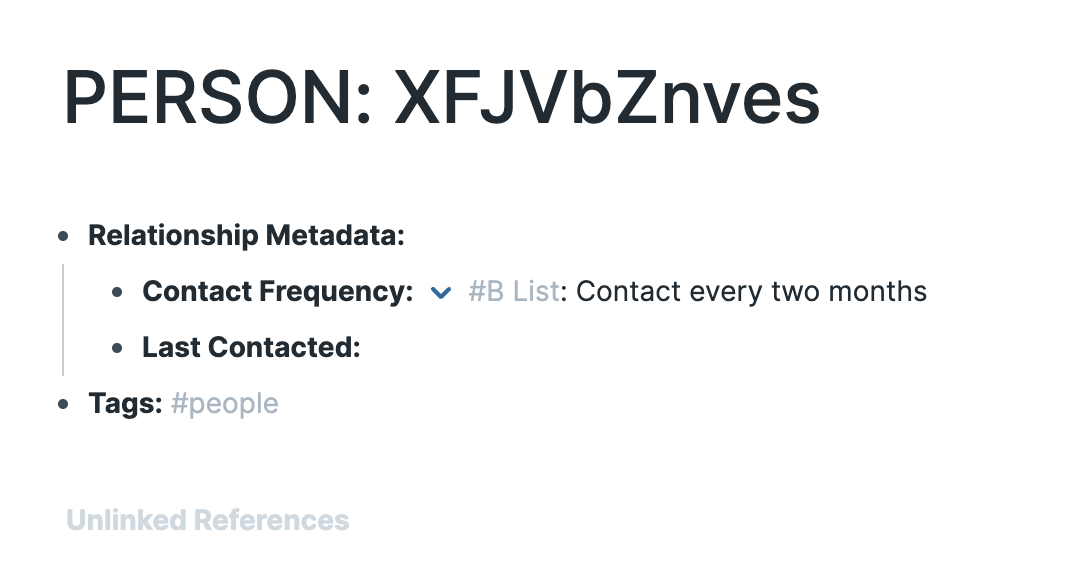 PERSON: XFJVbZnves
Relationship Metadata:
Contact Frequency: #B List: Contact every two months
Last Contacted:
Tags: #people
Unlinked References